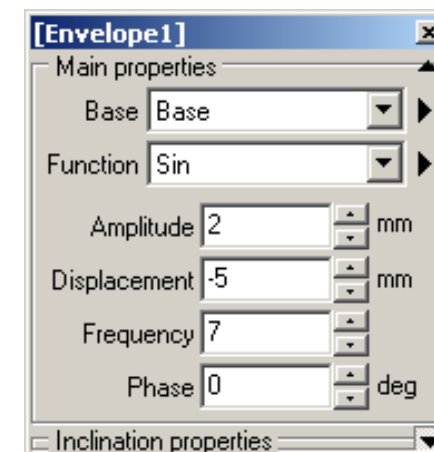 [Envelope1]
Main properties
Base Base
Function Sin
Amplitude 2 mm
Displacement -5 mm
Frequency 7
Phase 0 deg
Inclination properties